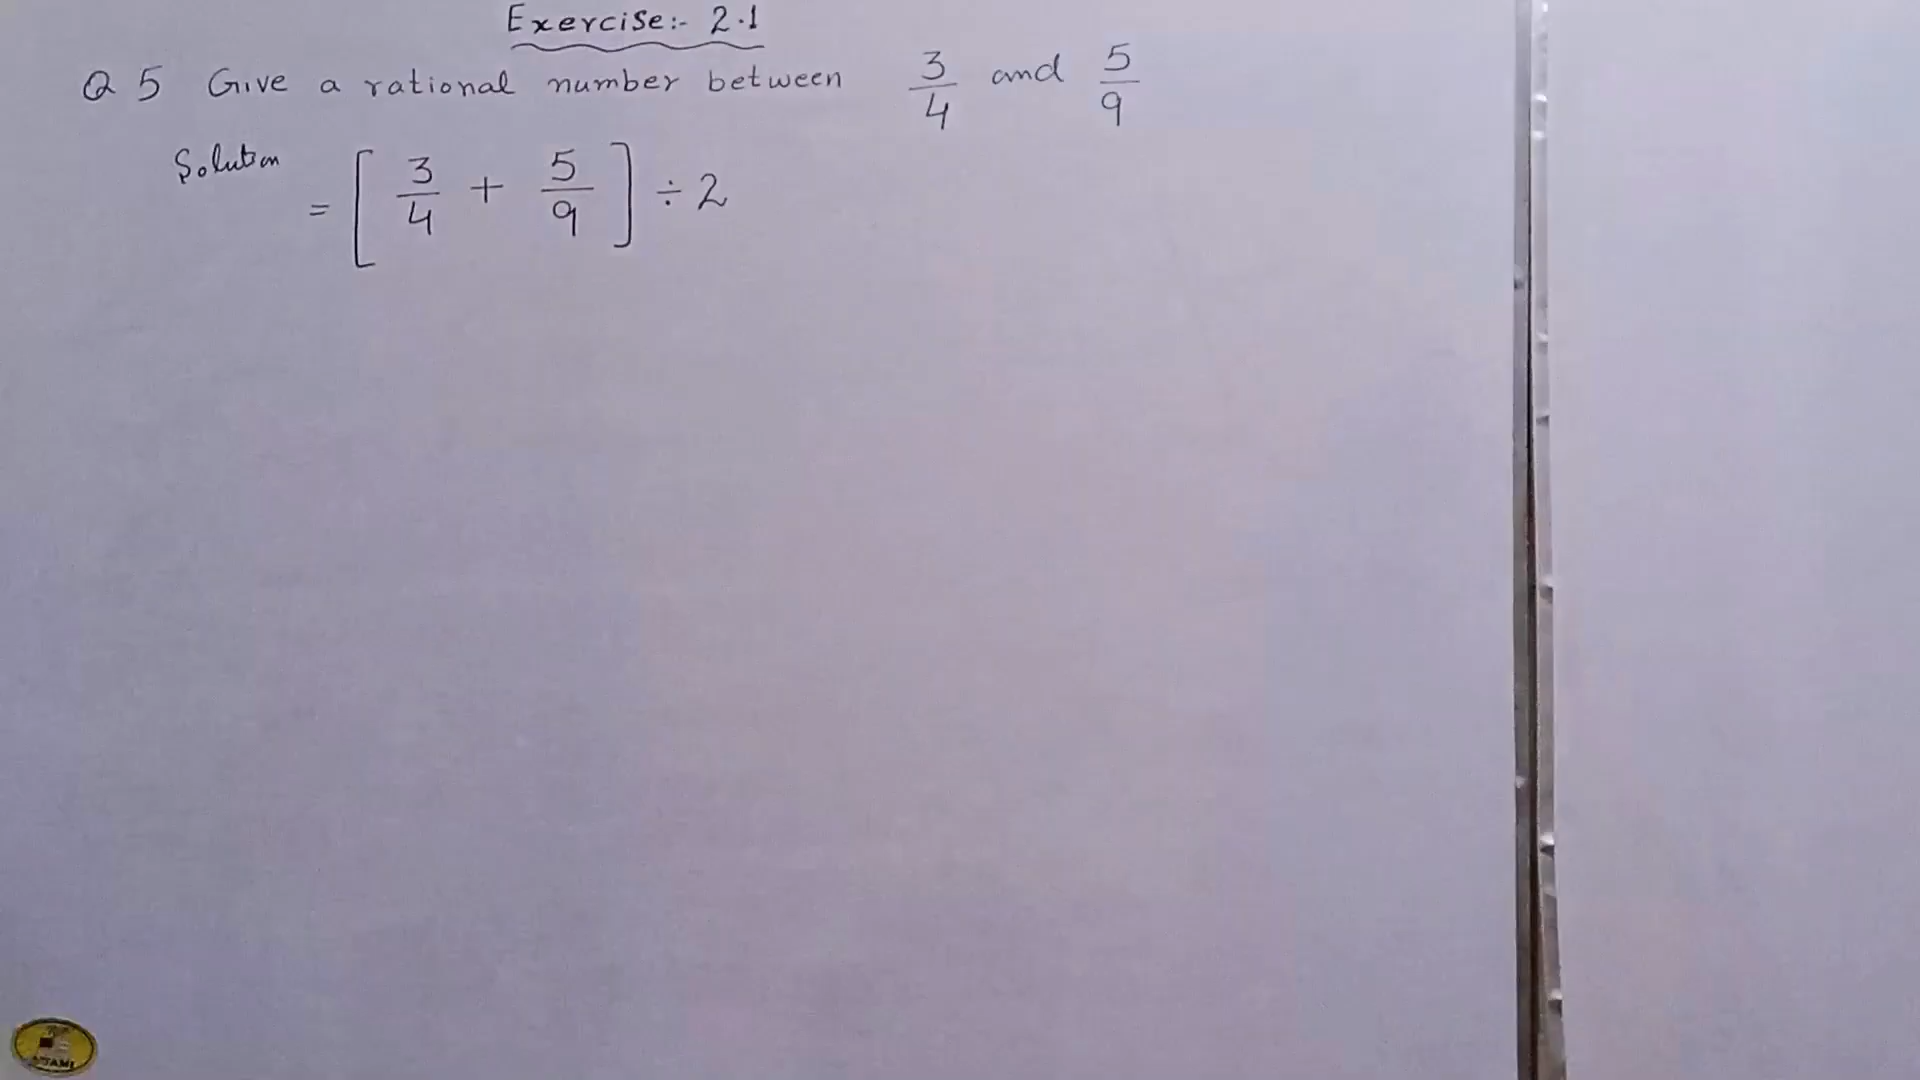 Exercise:- 2.1
Q 5 Give a rational number between 3/4 and 5/9
Solution
= [ 3/4 + 5/9 ] ÷ 2